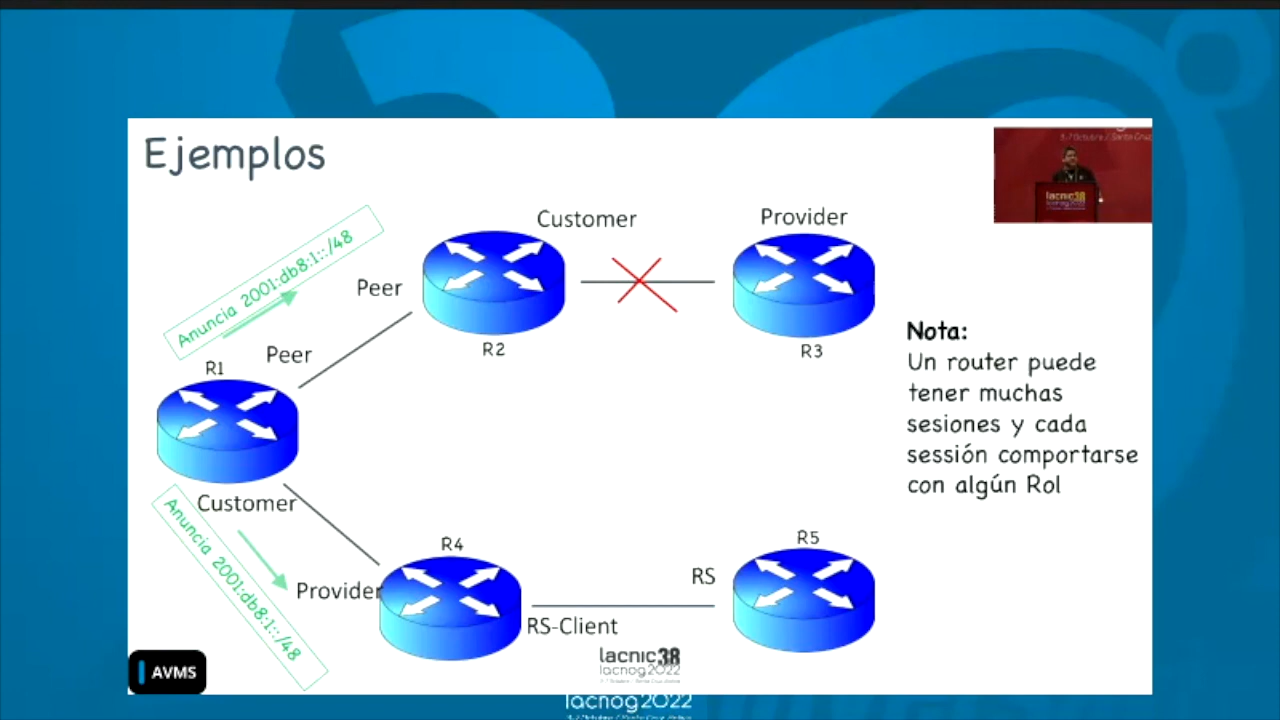 Ejemplos
Customer
Provider
Anuncia 2001:db8:1::/48
Peer
R2
R3
Peer
R1
Nota:
Un router puede
tener muchas
sesiones y cada
sessión comportarse
con algún Rol
Customer
Anuncia 2001:db8:1::/48
Provider
R4
R5
RS
RS-Client
lacnic38
lacnog2022
AVMS
lacnog2022
lacnic38